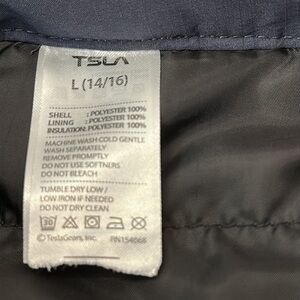 TSLA
L (14/16)
SHELL : POLYESTER 100%
LINING : POLYESTER 100%
INSULATION: POLYESTER 100%
MACHINE WASH COLD GENTLE
WASH SEPARATELY
REMOVE PROMPTLY
DO NOT USE SOFTNERS
DO NOT BLEACH
TUMBLE DRY LOW /
LOW IRON IF NEEDED
DO NOT DRY CLEAN
30
© TeslaGears, Inc. RN154068